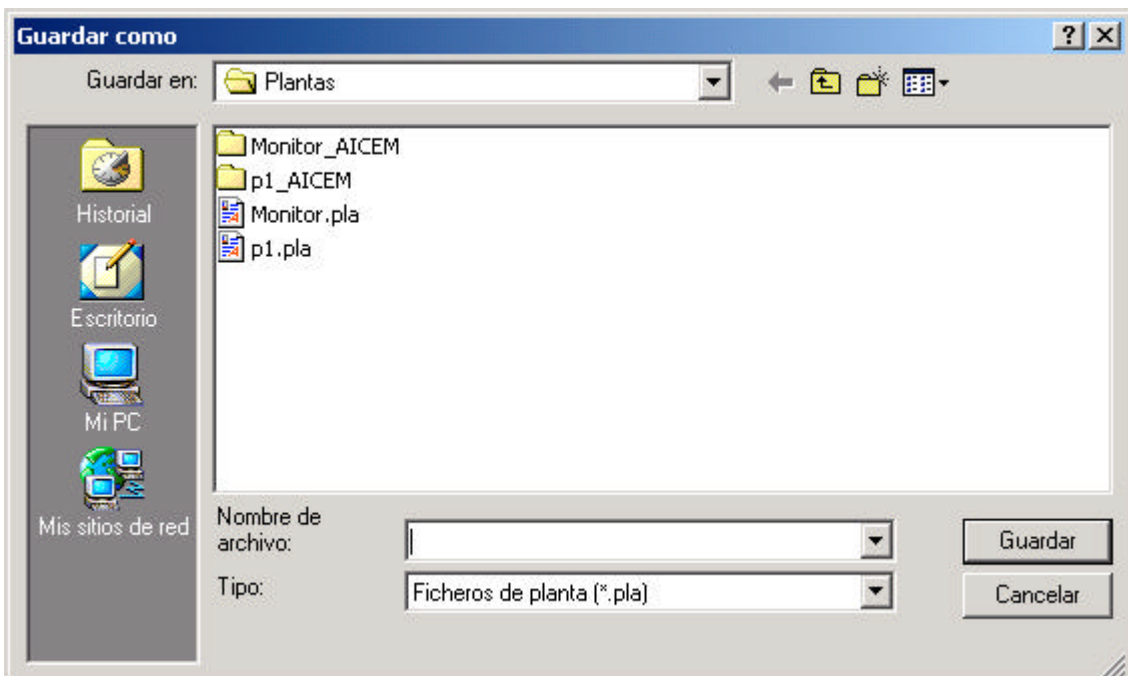 Guardar como
Guardar en: Plantas
Monitor_AICEM
p1_AICEM
Monitor.pla
p1.pla
Historial
Escritorio
Mi PC
Mis sitios de red
Nombre de
archivo:
Guardar
Tipo: Ficheros de planta (*.pla) Cancelar